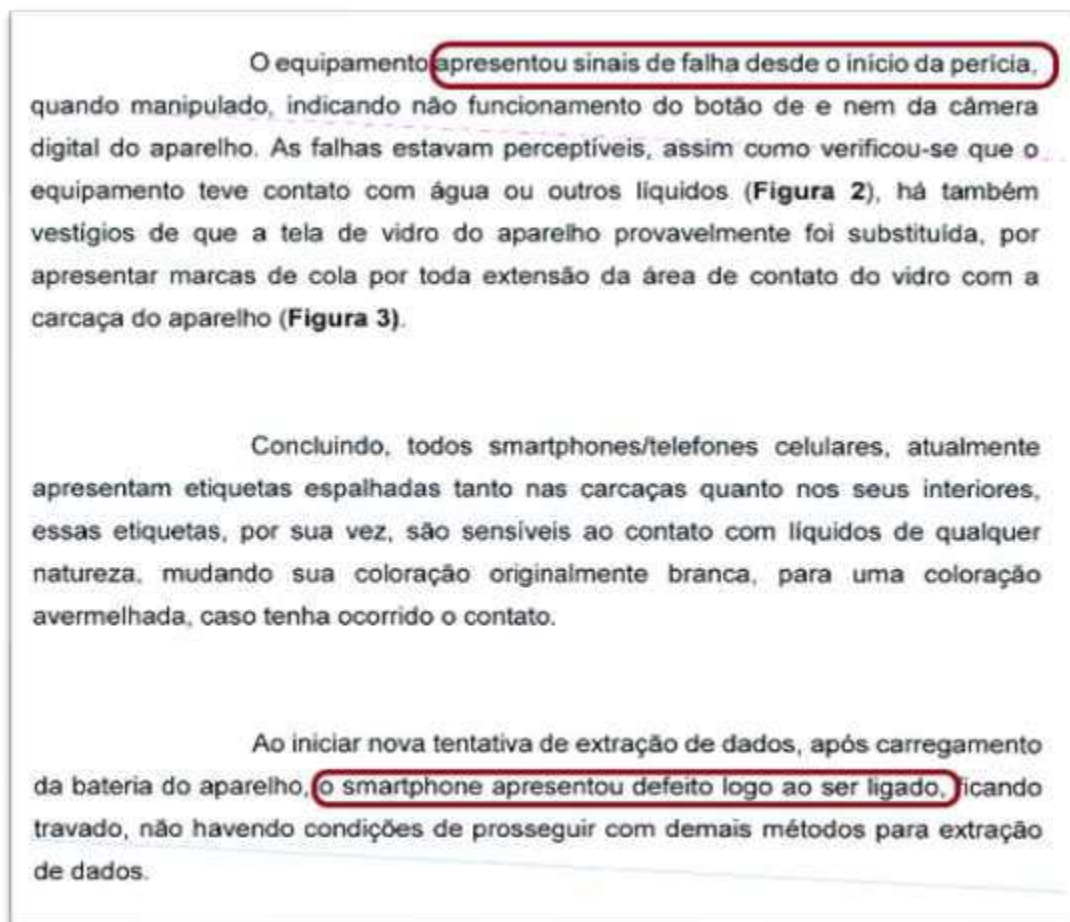 O equipamento apresentou sinais de falha desde o início da perícia,
quando manipulado, indicando não funcionamento do botão de e nem da câmera
digital do aparelho. As falhas estavam perceptíveis, assim como verificou-se que o
equipamento teve contato com água ou outros líquidos (Figura 2), há também
vestígios de que a tela de vidro do aparelho provavelmente foi substituída, por
apresentar marcas de cola por toda extensão da área de contato do vidro com a
carcaça do aparelho (Figura 3).
Concluindo, todos smartphones/telefones celulares, atualmente
apresentam etiquetas espalhadas tanto nas carcaças quanto nos seus interiores,
essas etiquetas, por sua vez, são sensíveis ao contato com líquidos de qualquer
natureza, mudando sua coloração originalmente branca, para uma coloração
avermelhada, caso tenha ocorrido o contato.
Ao iniciar nova tentativa de extração de dados, após carregamento
da bateria do aparelho, o smartphone apresentou defeito logo ao ser ligado, ficando
travado, não havendo condições de prosseguir com demais métodos para extração
de dados.